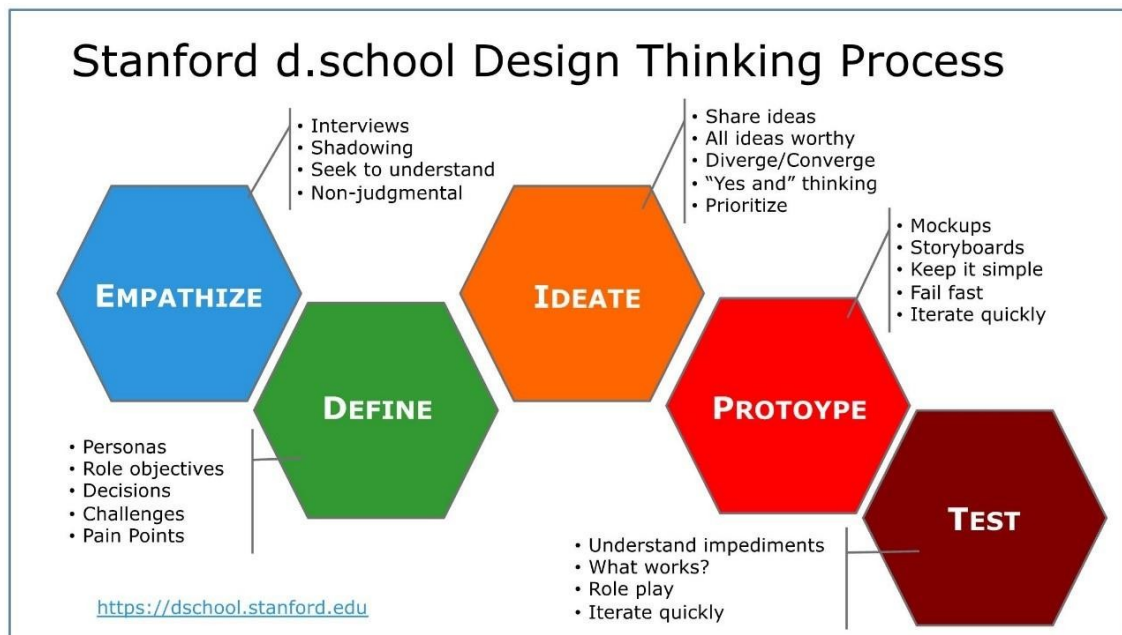 Stanford d.school Design Thinking Process
• Interviews
• Shadowing
• Seek to understand
• Non-judgmental
EMPATHIZE
• Personas
• Role objectives
• Decisions
• Challenges
• Pain Points
DEFINE
• Share ideas
• All ideas worthy
• Diverge/Converge
• “Yes and” thinking
• Prioritize
IDEATE
• Mockups
• Storyboards
• Keep it simple
• Fail fast
• Iterate quickly
PROTOYPE
• Understand impediments
• What works?
• Role play
• Iterate quickly
TEST
https://dschool.stanford.edu